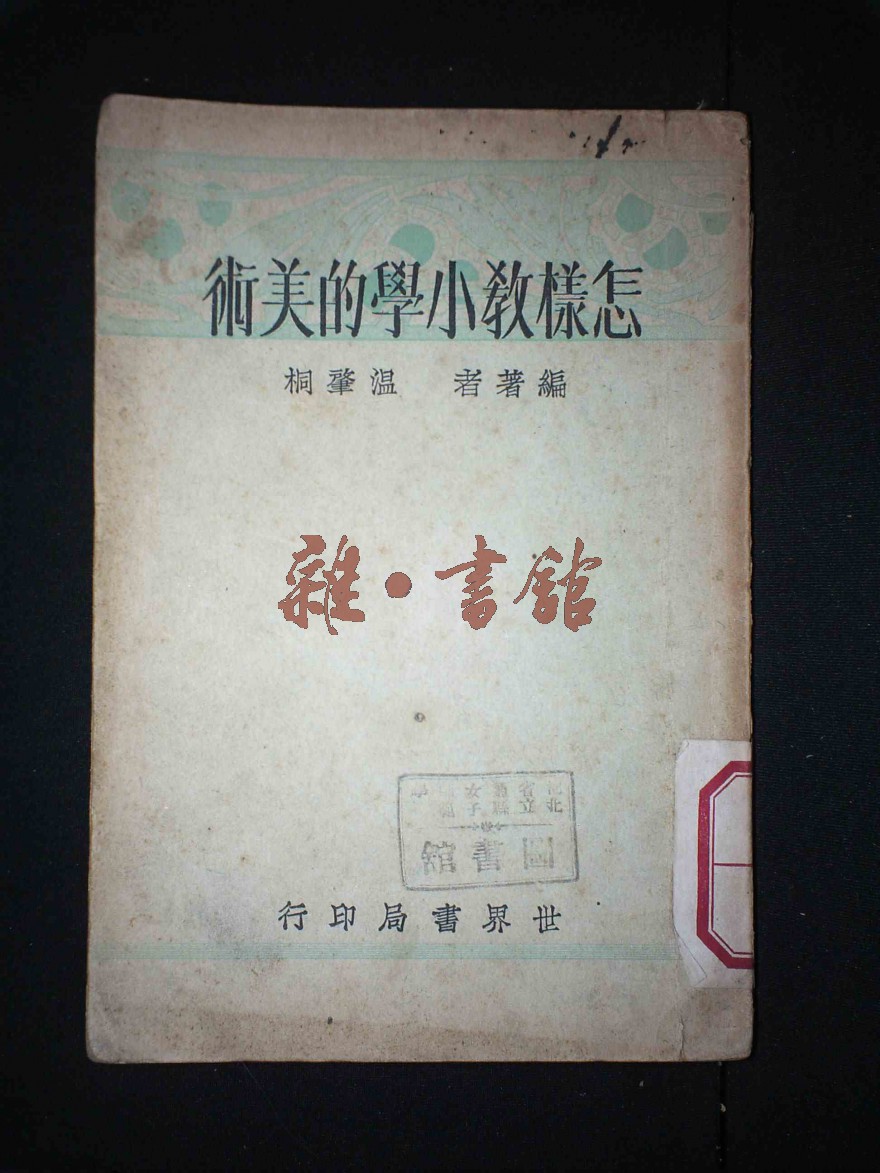 怎樣教小學的美術
編著者 温肇桐
雜·書舘
圖書舘
世界書局印行